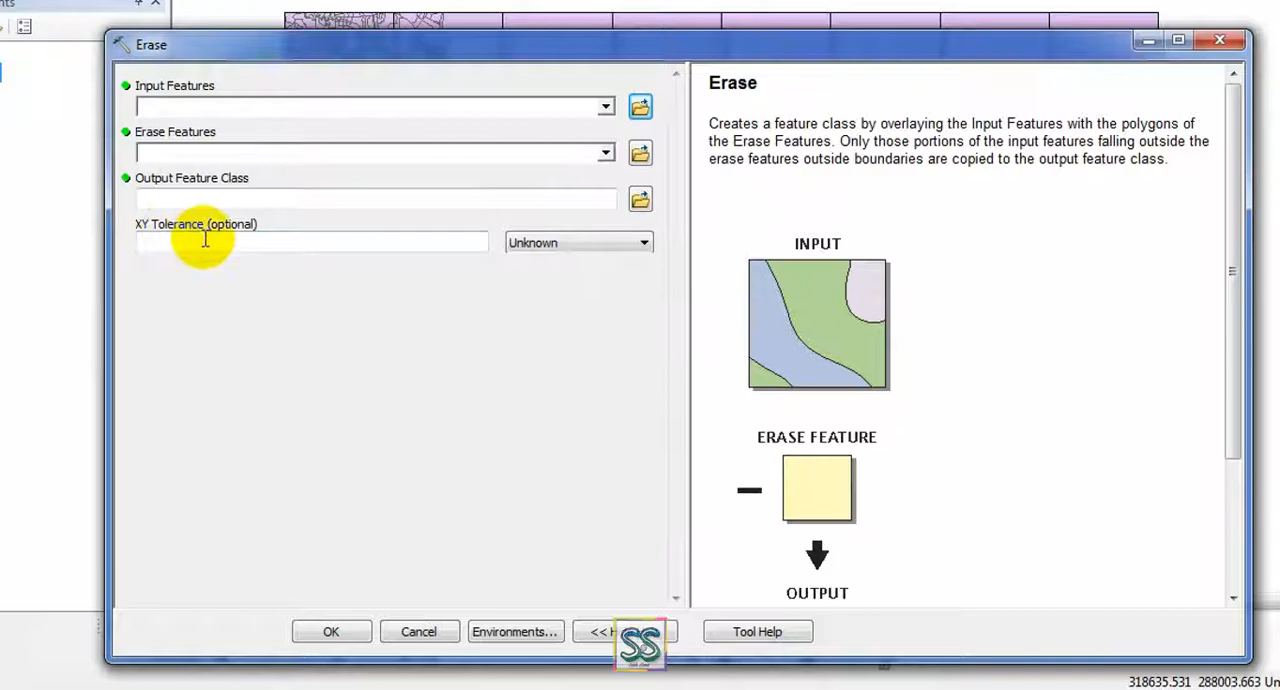 nts
Erase
Input Features
Erase Features
Output Feature Class
XY Tolerance (optional)
Unknown
OK
Cancel
Environments...
<< H
Tool Help
Erase
Creates a feature class by overlaying the Input Features with the polygons of
the Erase Features. Only those portions of the input features falling outside the
erase features outside boundaries are copied to the output feature class.
INPUT
ERASE FEATURE
OUTPUT
SS
318635.531 288003.663 Un